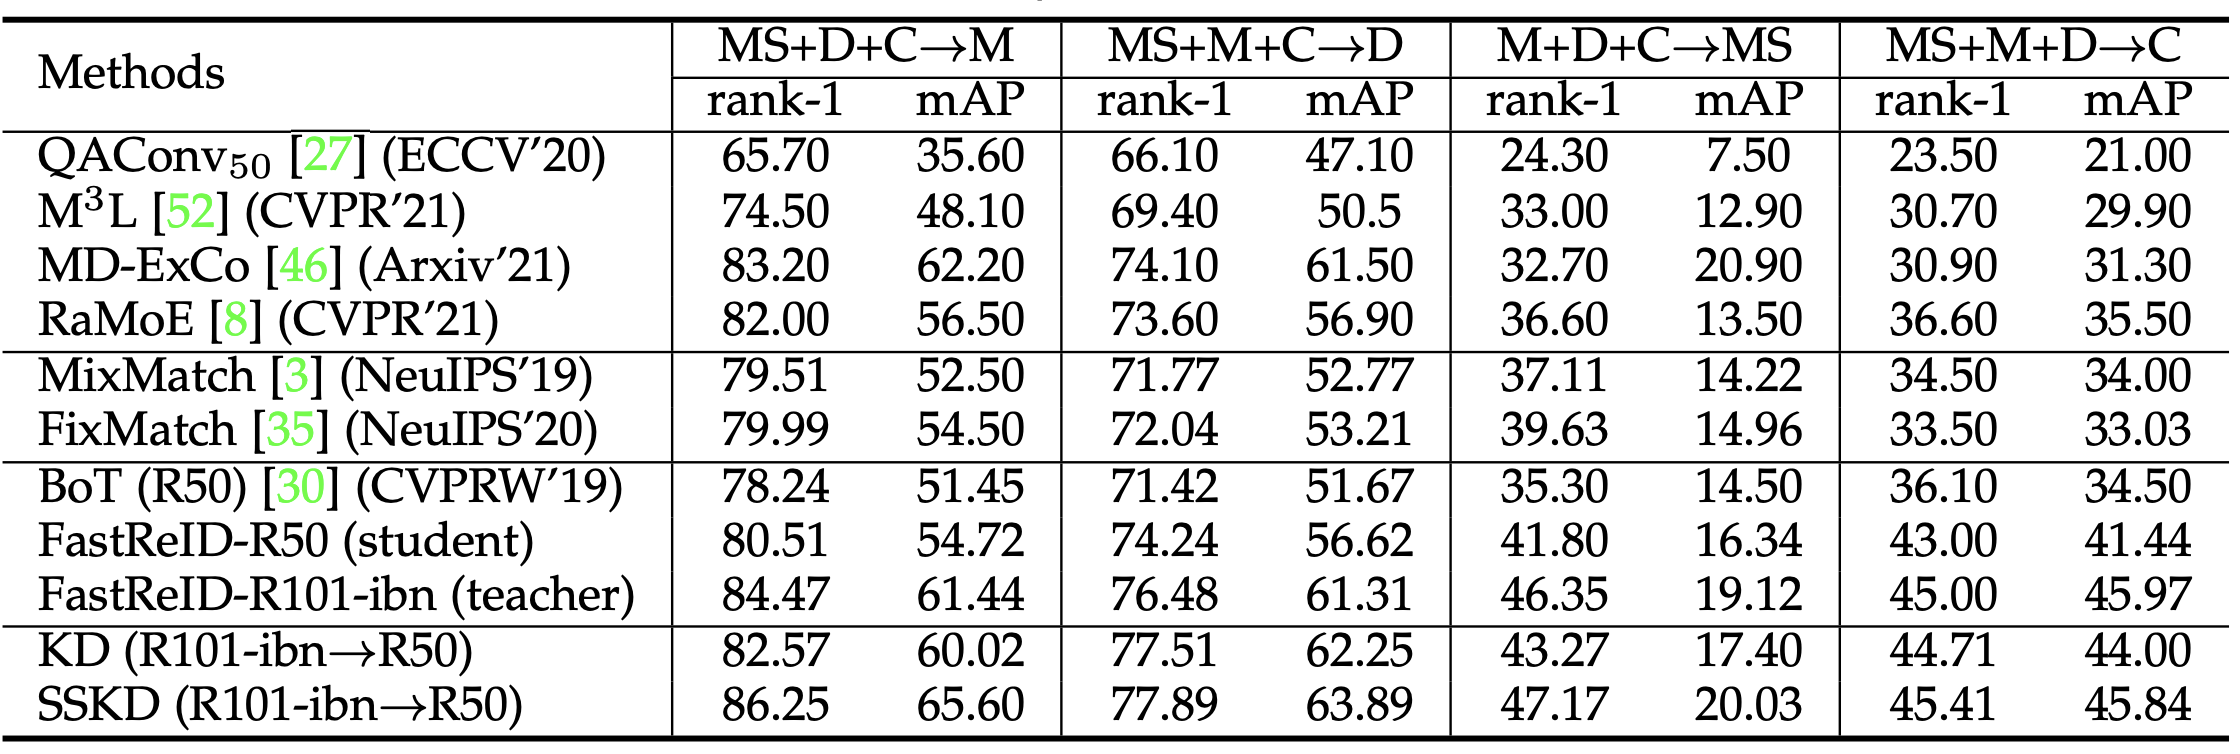 Methods MS+D+C→M MS+M+C→D M+D+C→MS MS+M+D→C
rank-1 mAP rank-1 mAP rank-1 mAP rank-1 mAP
QAConv₅₀ [27] (ECCV'20) 65.70 35.60 66.10 47.10 24.30 7.50 23.50 21.00
M³L [52] (CVPR'21) 74.50 48.10 69.40 50.5 33.00 12.90 30.70 29.90
MD-ExCo [46] (Arxiv'21) 83.20 62.20 74.10 61.50 32.70 20.90 30.90 31.30
RaMoE [8] (CVPR'21) 82.00 56.50 73.60 56.90 36.60 13.50 36.60 35.50
MixMatch [3] (NeuIPS'19) 79.51 52.50 71.77 52.77 37.11 14.22 34.50 34.00
FixMatch [35] (NeuIPS'20) 79.99 54.50 72.04 53.21 39.63 14.96 33.50 33.03
BoT (R50) [30] (CVPRW'19) 78.24 51.45 71.42 51.67 35.30 14.50 36.10 34.50
FastReID-R50 (student) 80.51 54.72 74.24 56.62 41.80 16.34 43.00 41.44
FastReID-R101-ibn (teacher) 84.47 61.44 76.48 61.31 46.35 19.12 45.00 45.97
KD (R101-ibn→R50) 82.57 60.02 77.51 62.25 43.27 17.40 44.71 44.00
SSKD (R101-ibn→R50) 86.25 65.60 77.89 63.89 47.17 20.03 45.41 45.84